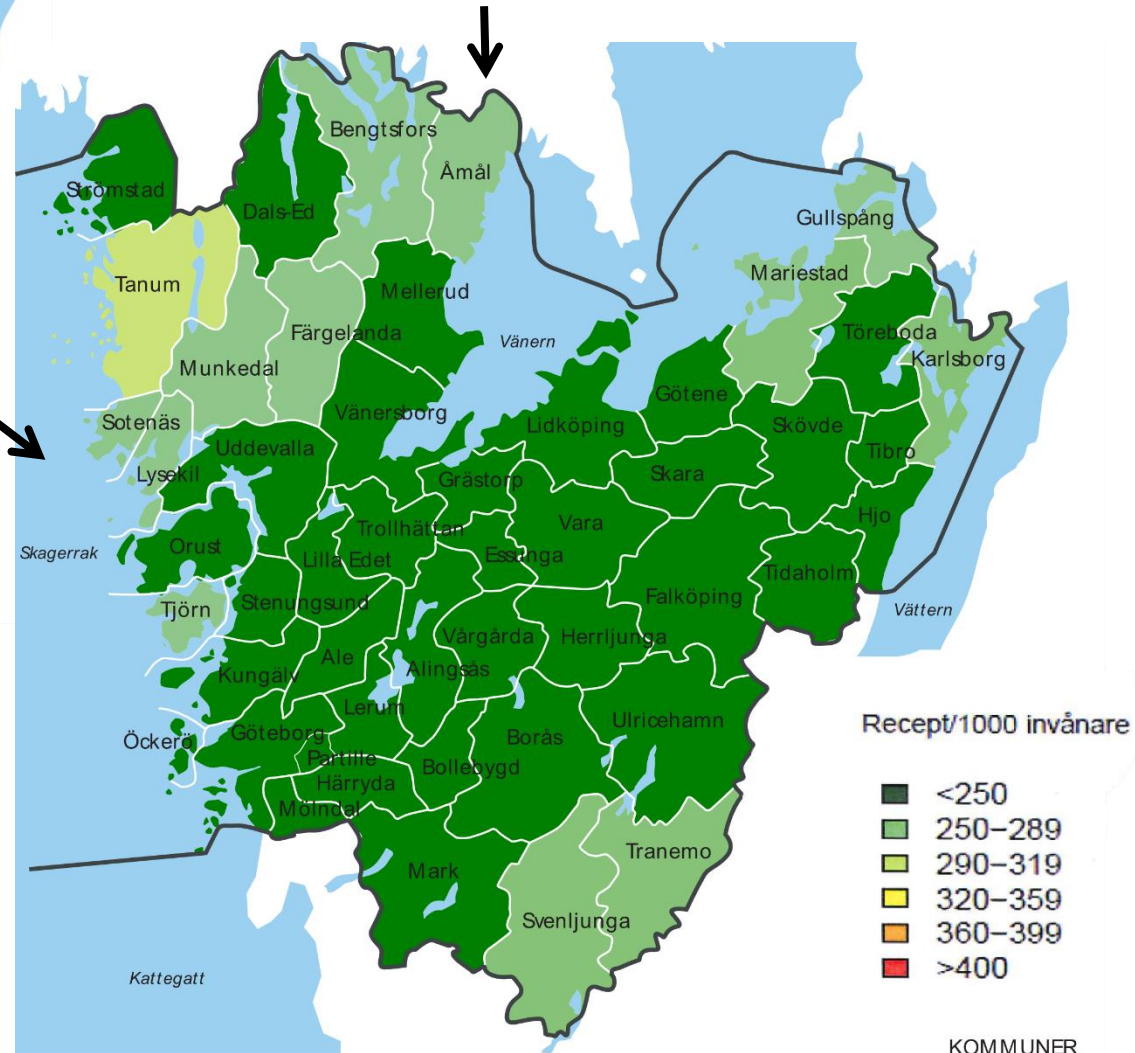 Bengtsfors
Åmål
Strömstad
Dals-Ed
Gullspång
Tanum
Mariestad
Mellerud
Färgelanda
Töreboda
Vänern
Karlsborg
Munkedal
Götene
Vänersborg
Sotenäs
Lidköping
Skövde
Uddevalla
Tibro
Lysekil
Grästorp
Skara
Hjo
Vara
Trollhättan
Orust
Skagerrak
Essunga
Lilla Edet
Tidaholm
Stenungsund
Falköping
Tjörn
Vättern
Vårgårda
Herrljunga
Ale
Alingsås
Kungälv
Lerum
Ulricehamn
Göteborg
Öckerö
Borås
Partille
Bollebygd
Härryda
Mölndal
Tranemo
Mark
Svenljunga
Kattegatt
Recept/1000 invånare
<250
250–289
290–319
320–359
360–399
>400
KOMMUNER